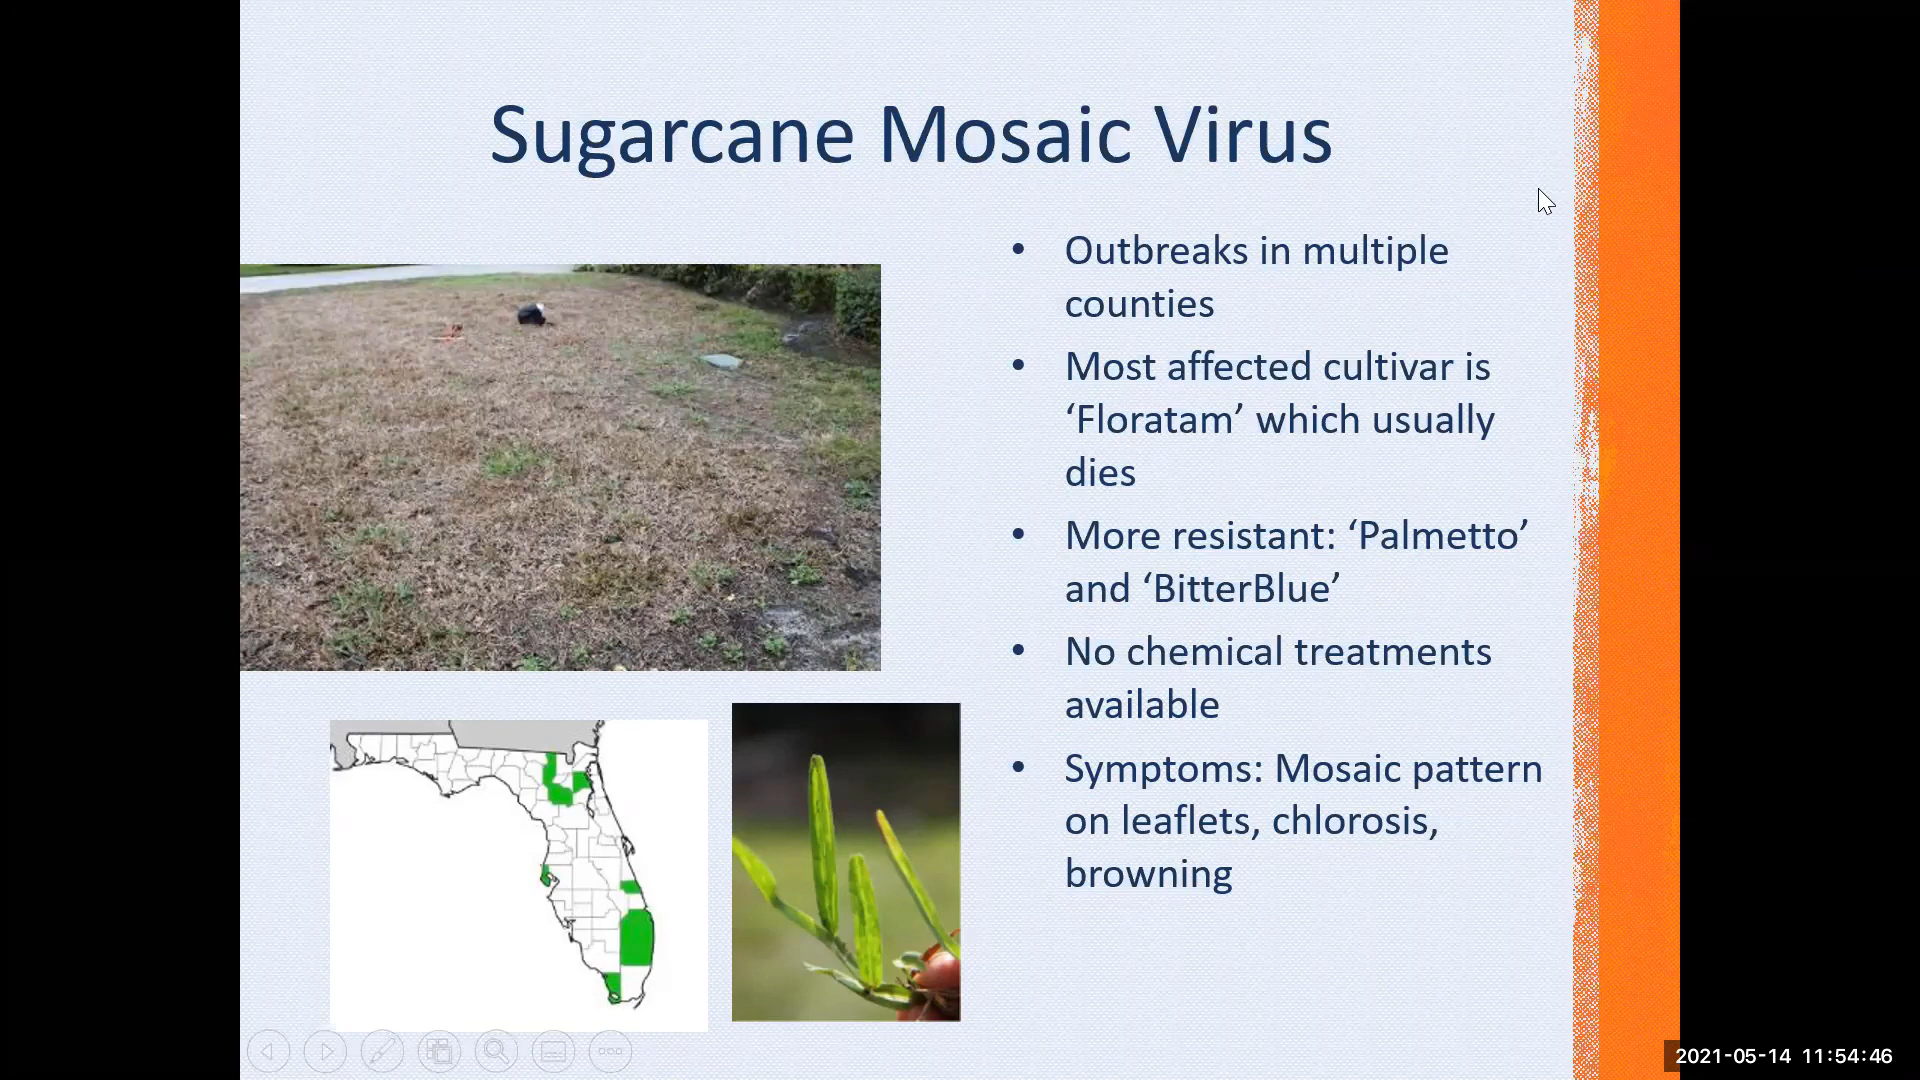 Sugarcane Mosaic Virus
• Outbreaks in multiple
counties
• Most affected cultivar is
‘Floratam’ which usually
dies
• More resistant: ‘Palmetto’
and ‘BitterBlue’
• No chemical treatments
available
• Symptoms: Mosaic pattern
on leaflets, chlorosis,
browning
2021-05-14 11:54:46